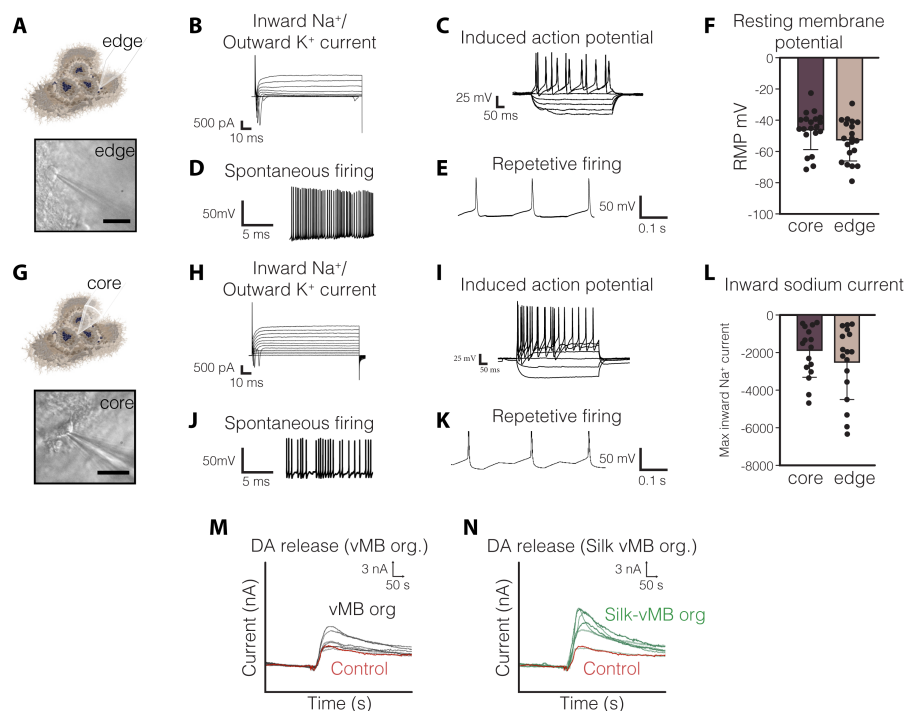 A
edge
edge
B
Inward Na⁺/
Outward K⁺ current
500 pA
10 ms
C
Induced action potential
25 mV
50 ms
D
Spontaneous firing
50mV
5 ms
E
Repetetive firing
50 mV
0.1 s
F
Resting membrane
potential
RMP mV
0
-20
-40
-60
-80
-100
core
edge
G
core
core
H
Inward Na⁺/
Outward K⁺ current
500 pA
10 ms
I
Induced action potential
25 mV
50 ms
J
Spontaneous firing
50mV
5 ms
K
Repetetive firing
50 mV
0.1 s
L
Inward sodium current
Max inward Na⁺ current
0
-2000
-4000
-6000
-8000
core
edge
M
DA release (vMB org.)
3 nA
50 s
Current (nA)
vMB org
Control
Time (s)
N
DA release (Silk vMB org.)
3 nA
50 s
Current (nA)
Silk-vMB org
Control
Time (s)